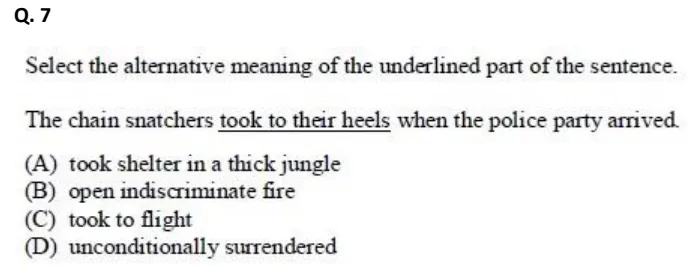 Q. 7
Select the alternative meaning of the underlined part of the sentence.
The chain snatchers took to their heels when the police party arrived.
(A) took shelter in a thick jungle
(B) open indiscriminate fire
(C) took to flight
(D) unconditionally surrendered